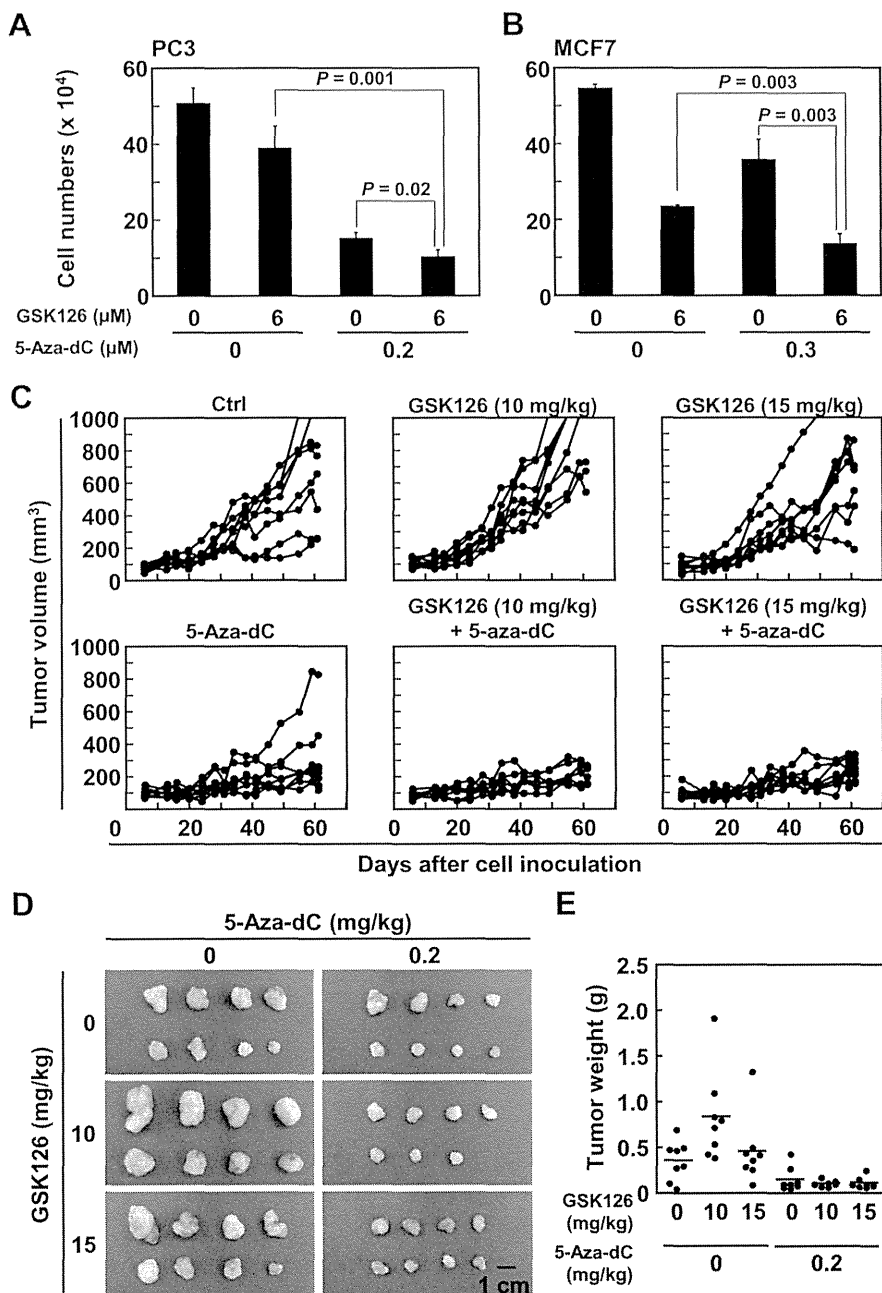 A
PC3
Cell numbers (x 10⁴)
60
40
20
0
P = 0.001
P = 0.02
GSK126 (µM)
0 6 0 6
5-Aza-dC (µM)
0 0.2
B
MCF7
60
40
20
0
P = 0.003
P = 0.003
0 6 0 6
0 0.3
C
Tumor volume (mm³)
Ctrl
GSK126 (10 mg/kg)
GSK126 (15 mg/kg)
1000
800
600
400
200
0
5-Aza-dC
GSK126 (10 mg/kg)
+ 5-aza-dC
GSK126 (15 mg/kg)
+ 5-aza-dC
1000
800
600
400
200
0 20 40 60
0 20 40 60
0 20 40 60
Days after cell inoculation
D
5-Aza-dC (mg/kg)
0 0.2
GSK126 (mg/kg)
0
10
15
1 cm
E
Tumor weight (g)
2.5
2.0
1.5
1.0
0.5
0
GSK126
(mg/kg)
0 10 15 0 10 15
5-Aza-dC
(mg/kg)
0 0.2